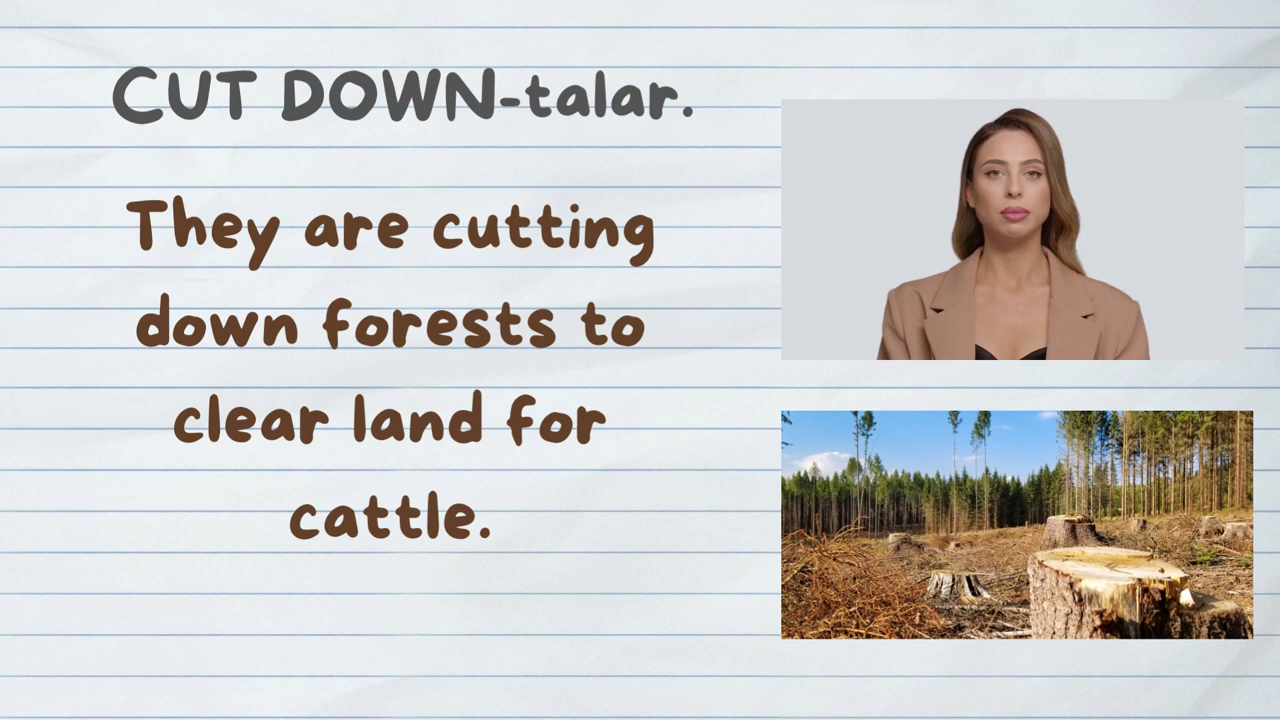 CUT DOWN-talar.
They are cutting
down forests to
clear land for
cattle.